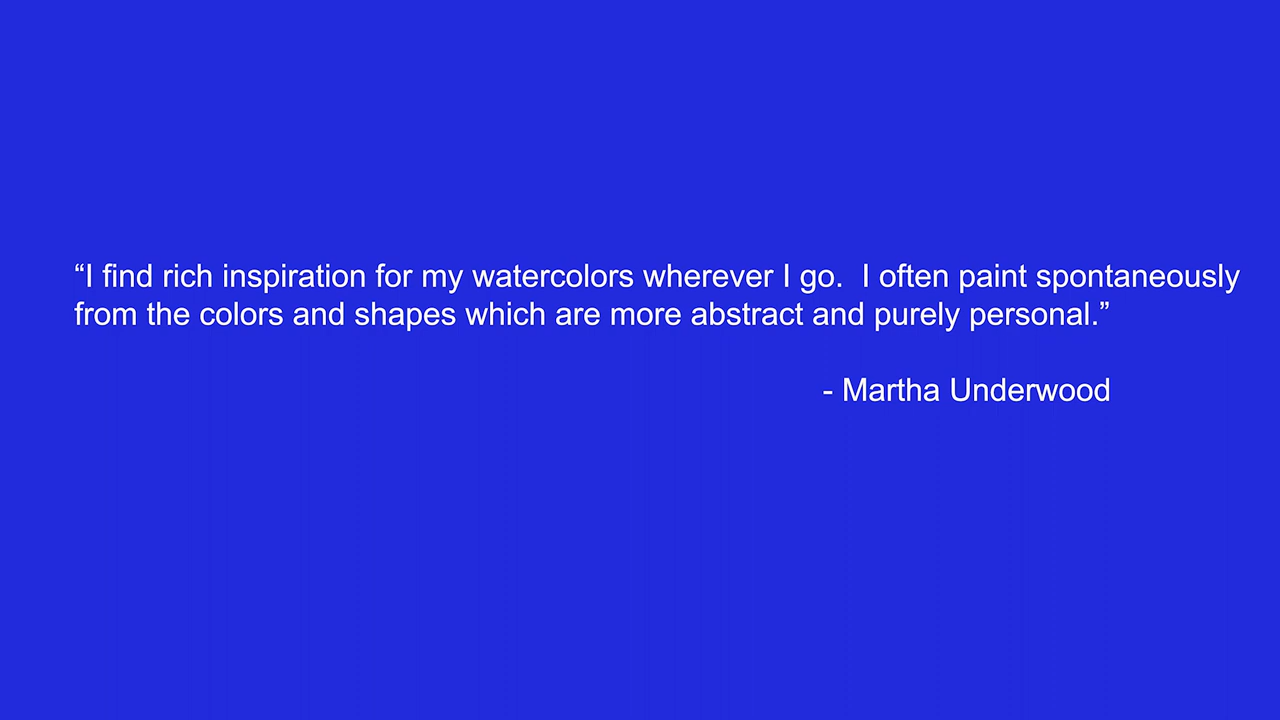 “I find rich inspiration for my watercolors wherever I go.  I often paint spontaneously
from the colors and shapes which are more abstract and purely personal.”
- Martha Underwood